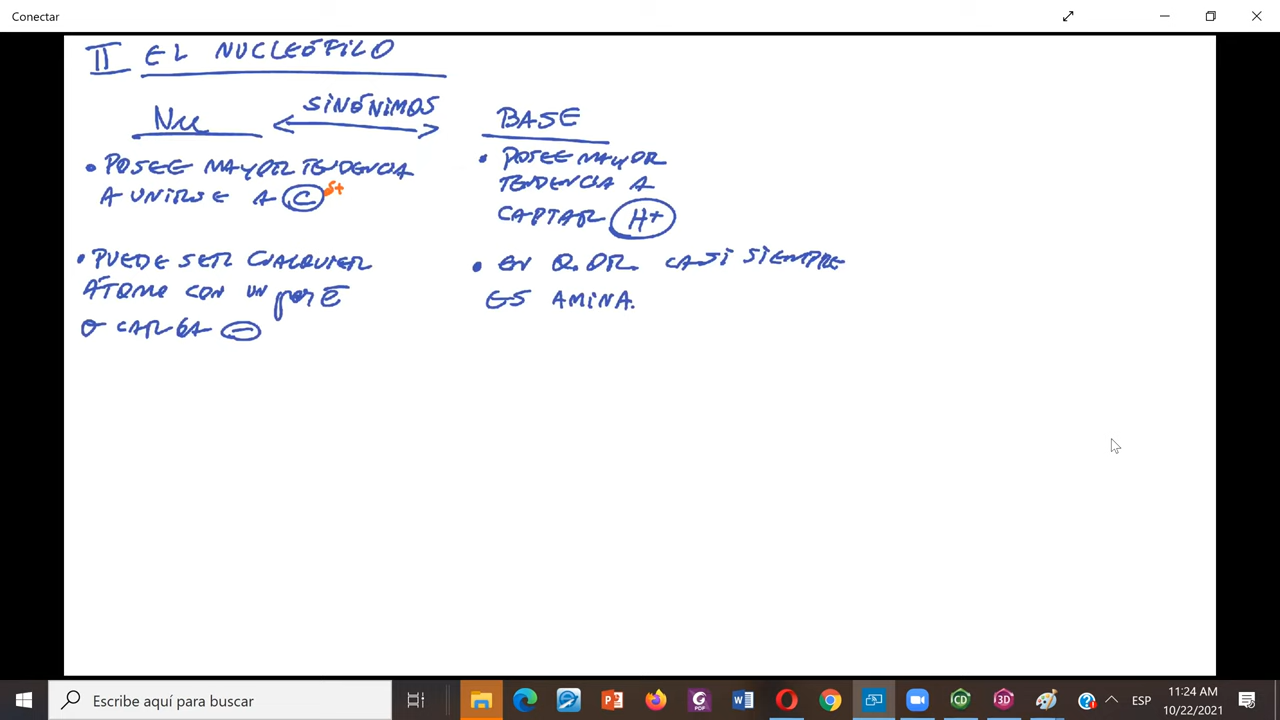 Conectar
II EL NUCLEÓFILO
Nu
SINÓNIMOS
BASE
• POSEE MAYOR TENDENCIA
A UNIRSE A C δ+
• POSEE MAYOR
TENDENCIA A
CAPTAR H+
• PUEDE SER CUALQUIER
ÁTOMO CON UN par ē
O CARGA −
• EN Q.OR. CASI SIEMPRE
ES AMINA.
Escribe aquí para buscar
ESP
11:24 AM
10/22/2021